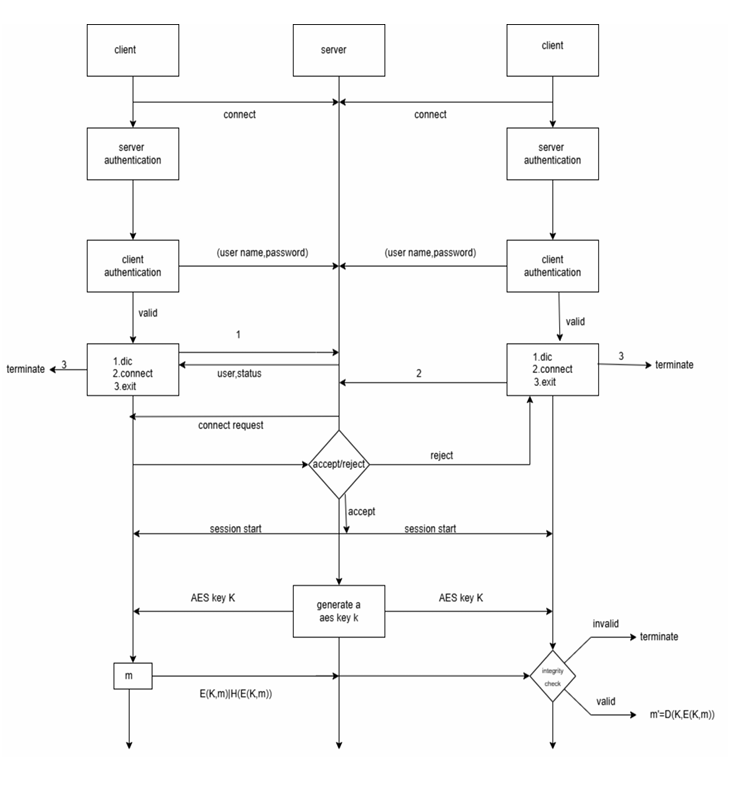 client
server
client
connect
connect
server
authentication
server
authentication
(user name,password)
(user name,password)
client
authentication
client
authentication
valid
valid
1
1.dic
2.connect
3.exit
1.dic
2.connect
3.exit
terminate
3
3
terminate
user,status
2
connect request
accept/reject
reject
accept
session start
session start
AES key K
AES key K
generate a
aes key k
invalid
terminate
m
integrity
check
E(K,m)|H(E(K,m))
valid
m'=D(K,E(K,m))